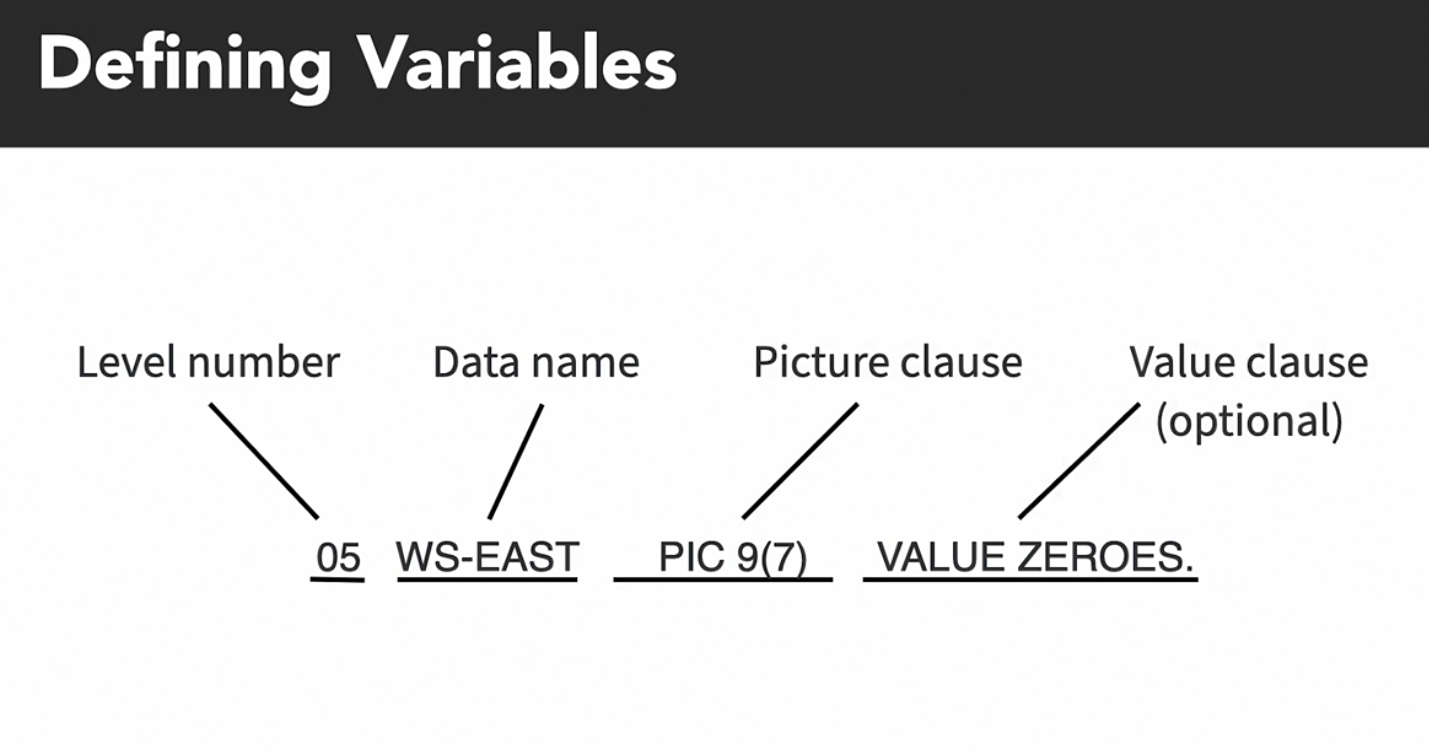 Defining Variables
Level number Data name Picture clause Value clause
(optional)
05 WS-EAST PIC 9(7) VALUE ZEROES.